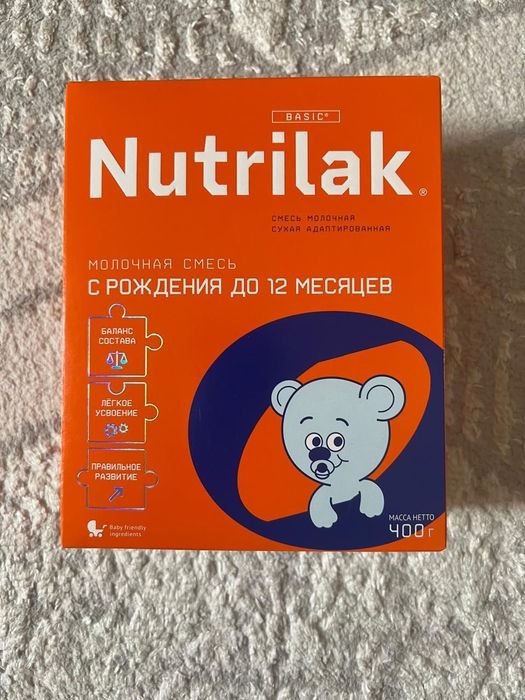 BASIC®
Nutrilak®
СМЕСЬ МОЛОЧНАЯ
СУХАЯ АДАПТИРОВАННАЯ
МОЛОЧНАЯ СМЕСЬ
С РОЖДЕНИЯ ДО 12 МЕСЯЦЕВ
БАЛАНС
СОСТАВА
ЛЁГКОЕ
УСВОЕНИЕ
ПРАВИЛЬНОЕ
РАЗВИТИЕ
Baby friendly
ingredients
МАССА НЕТТО
400 г